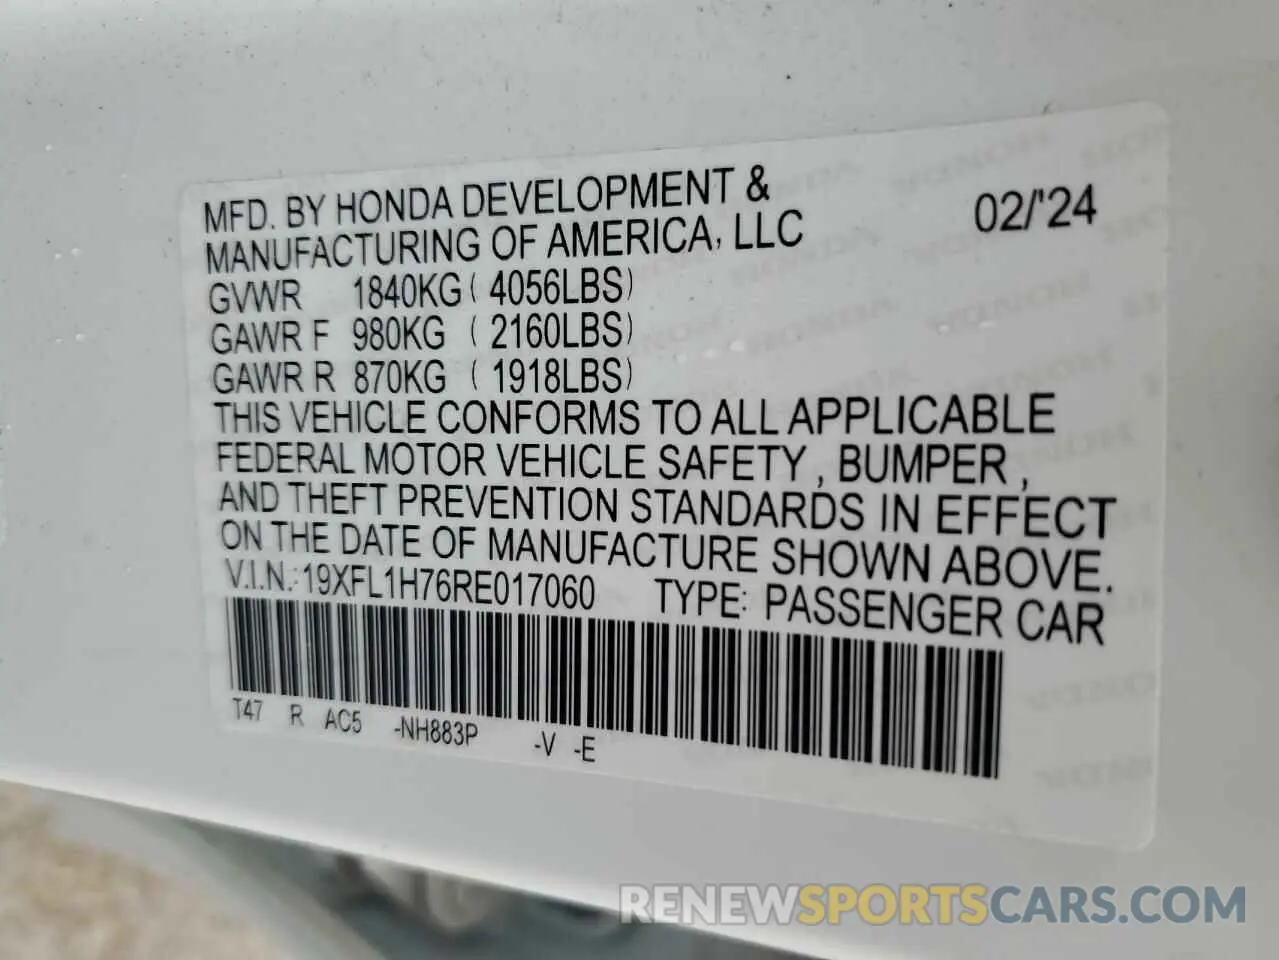 MFD. BY HONDA DEVELOPMENT & 02/'24
MANUFACTURING OF AMERICA, LLC
GVWR 1840KG ( 4056LBS)
GAWR F 980KG ( 2160LBS)
GAWR R 870KG ( 1918LBS)
THIS VEHICLE CONFORMS TO ALL APPLICABLE
FEDERAL MOTOR VEHICLE SAFETY , BUMPER ,
AND THEFT PREVENTION STANDARDS IN EFFECT
ON THE DATE OF MANUFACTURE SHOWN ABOVE.
V.I.N.: 19XFL1H76RE017060 TYPE: PASSENGER CAR
T47 R AC5 -NH883P -V -E
RENEWSPORTSCARS.COM